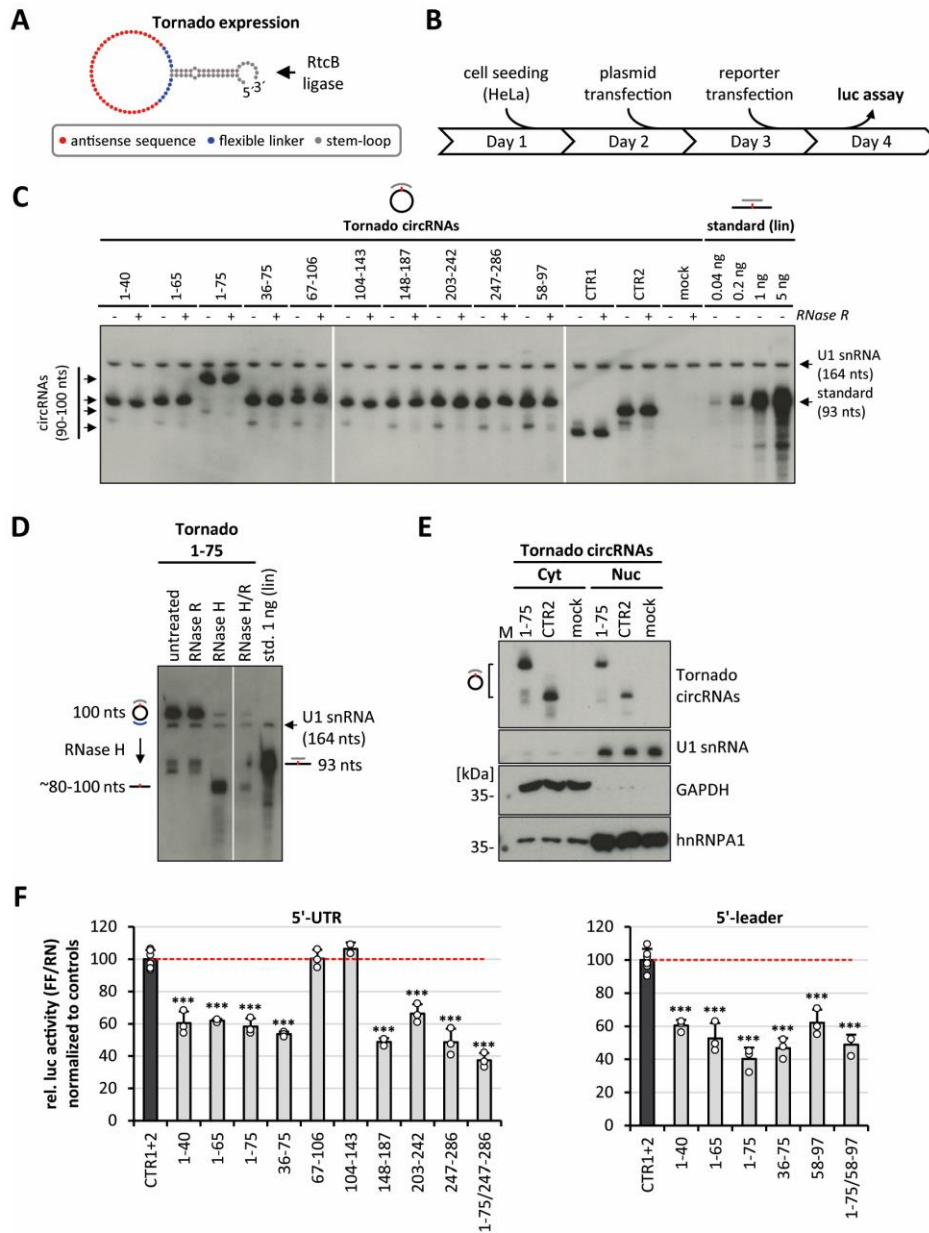 A
Tornado expression
5´3´
RtcB
ligase
antisense sequence flexible linker stem-loop
B
cell seeding
(HeLa)
plasmid
transfection
reporter
transfection
luc assay
Day 1 Day 2 Day 3 Day 4
C
Tornado circRNAs
standard (lin)
1-40 1-65 1-75 36-75 67-106 104-143 148-187 203-242 247-286 58-97 CTR1 CTR2 mock 0.04 ng 0.2 ng 1 ng 5 ng
- + - + - + - + - + - + - + - + - + - + - + - + - + - - - - RNase R
circRNAs
(90-100 nts)
U1 snRNA
(164 nts)
standard
(93 nts)
D
Tornado
1-75
untreated RNase R RNase H RNase H/R std. 1 ng (lin)
100 nts
RNase H
~80-100 nts
U1 snRNA
(164 nts)
93 nts
E
Tornado circRNAs
Cyt Nuc
M 1-75 CTR2 mock 1-75 CTR2 mock
Tornado
circRNAs
U1 snRNA
[kDa]
35-
GAPDH
35-
hnRNPA1
F
5'-UTR
rel. luc activity (FF/RN)
normalized to controls
120
100
80
60
40
20
0
*** *** *** *** *** *** *** ***
CTR1+2 1-40 1-65 1-75 36-75 67-106 104-143 148-187 203-242 247-286 1-75/247-286
5'-leader
120
100
80
60
40
20
0
*** *** *** *** *** ***
CTR1+2 1-40 1-65 1-75 36-75 58-97 1-75/58-97